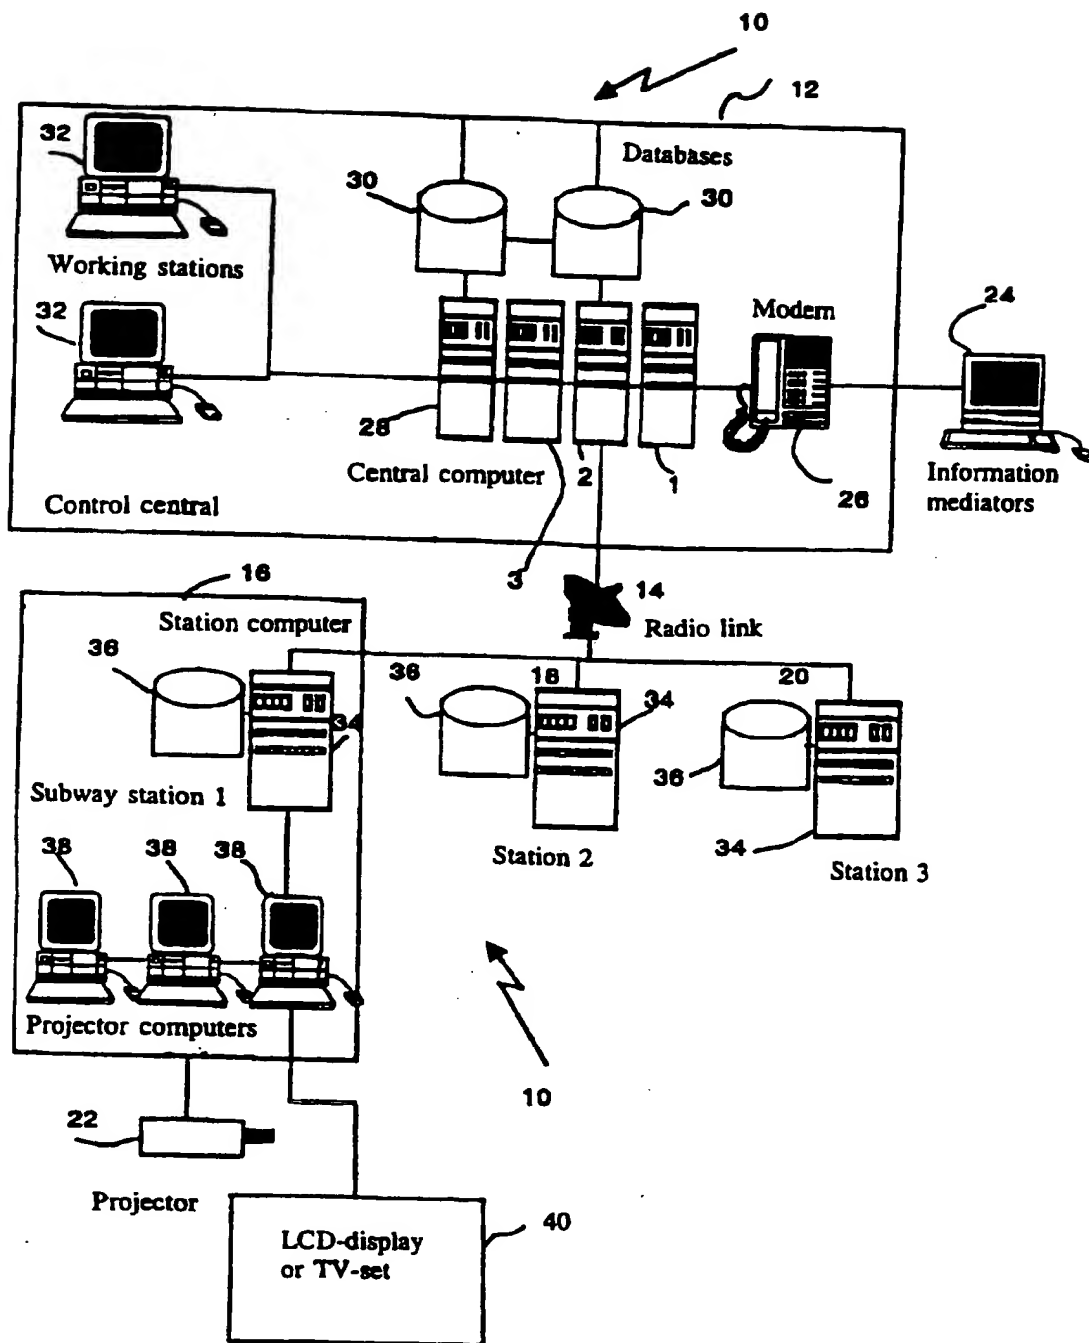 10
12
32
Databases
30
30
Working stations
32
Modem
24
28
Central computer
2
1
26
Information
mediators
Control central
3
14
Radio link
16
Station computer
36
34
Subway station 1
36
18
34
Station 2
20
36
34
Station 3
38
38
38
Projector computers
10
22
Projector
LCD-display
or TV-set
40